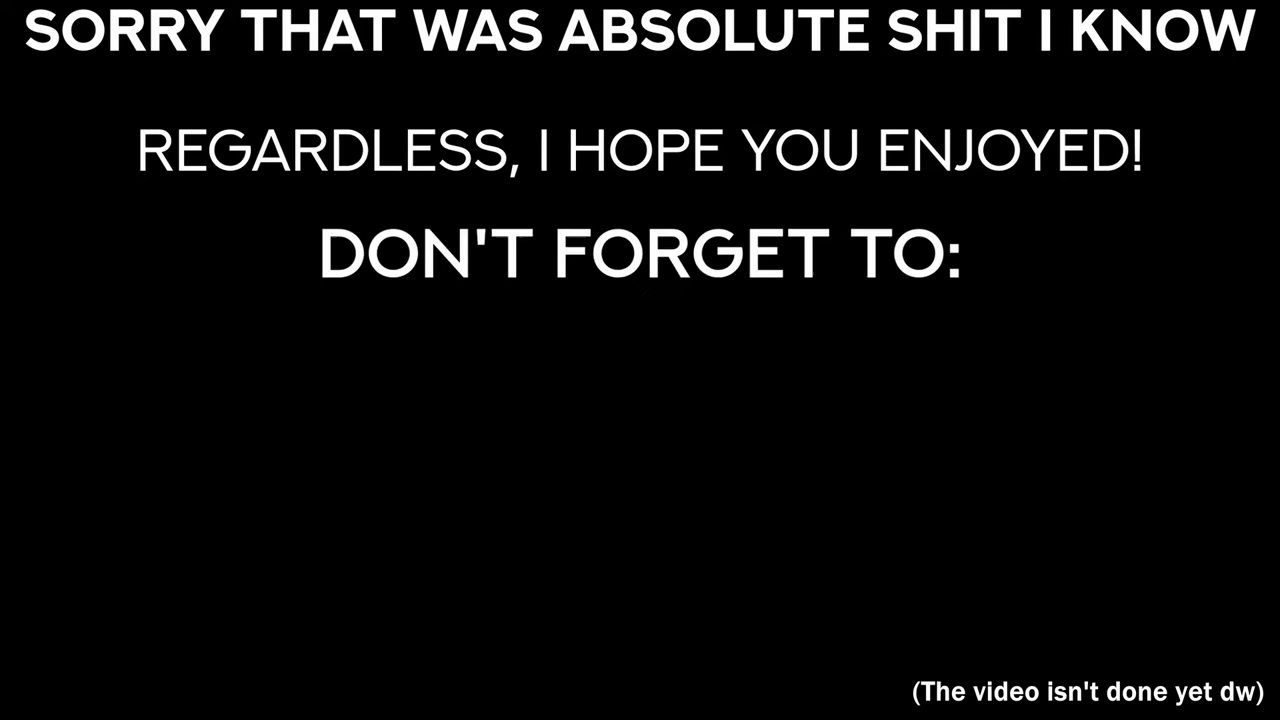 SORRY THAT WAS ABSOLUTE SHIT I KNOW
REGARDLESS, I HOPE YOU ENJOYED!
DON'T FORGET TO:
(The video isn't done yet dw)